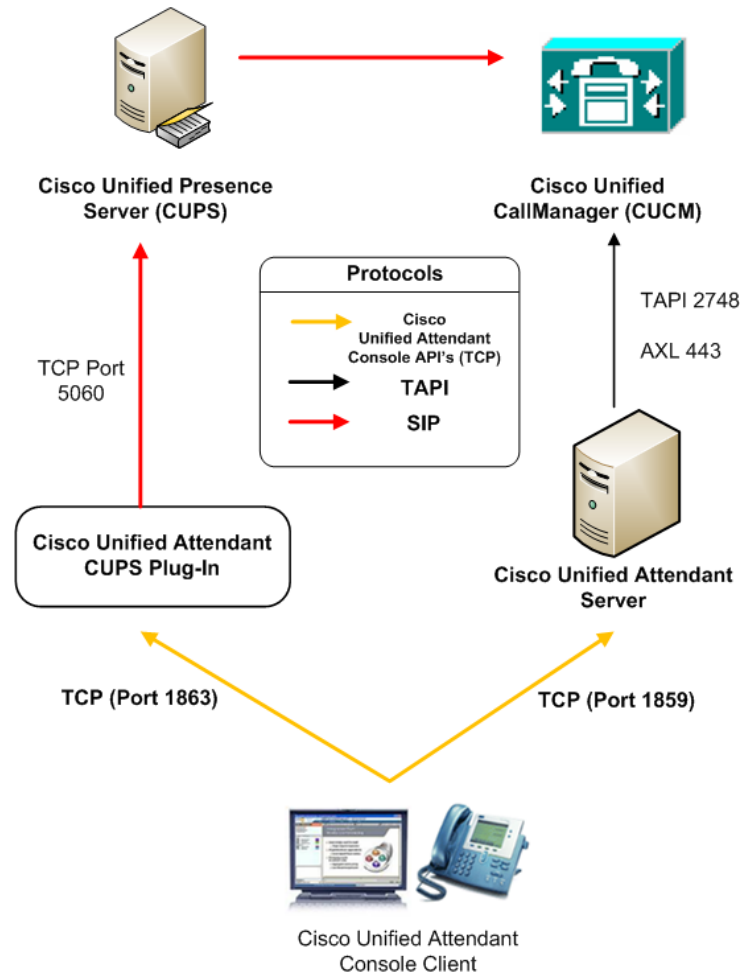 Cisco Unified Presence
Server (CUPS)
Cisco Unified
CallManager (CUCM)
Protocols
Cisco
Unified Attendant
Console API's (TCP)
TAPI
SIP
TCP Port
5060
TAPI 2748
AXL 443
Cisco Unified Attendant
CUPS Plug-In
Cisco Unified Attendant
Server
TCP (Port 1863)
TCP (Port 1859)
Cisco Unified Attendant
Console Client